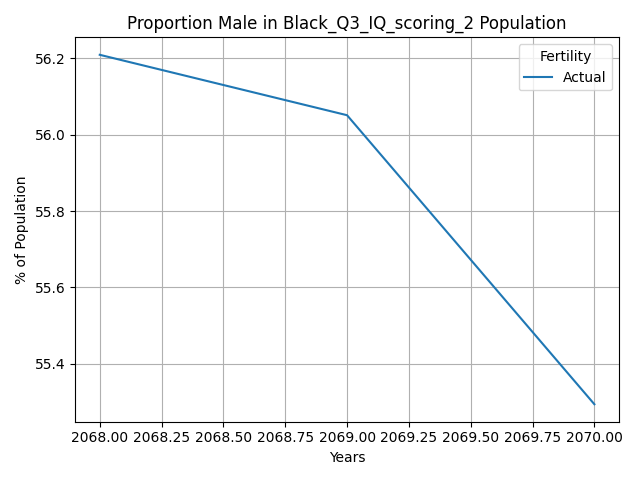 Proportion Male in Black_Q3_IQ_scoring_2 Population
Fertility
Actual
% of Population
56.2
56.0
55.8
55.6
55.4
2068.00 2068.25 2068.50 2068.75 2069.00 2069.25 2069.50 2069.75 2070.00
Years